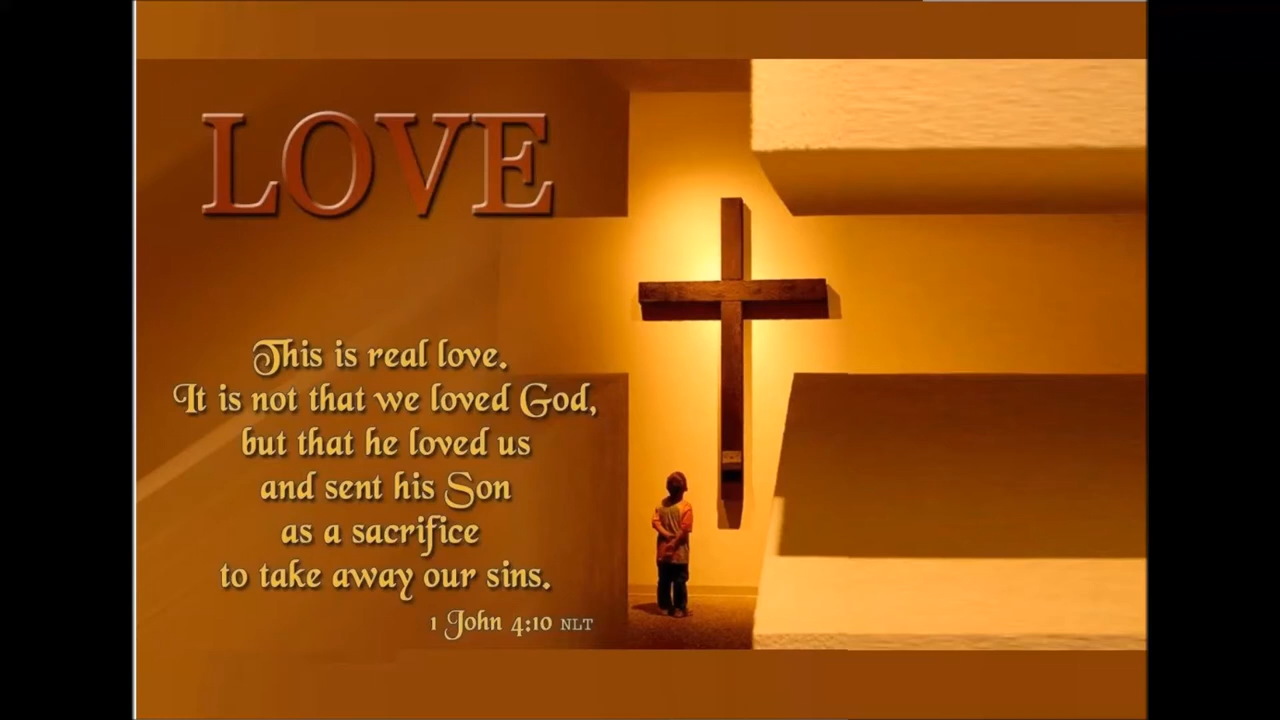 LOVE
This is real love.
It is not that we loved God,
but that he loved us
and sent his Son
as a sacrifice
to take away our sins.
1 John 4:10 NLT